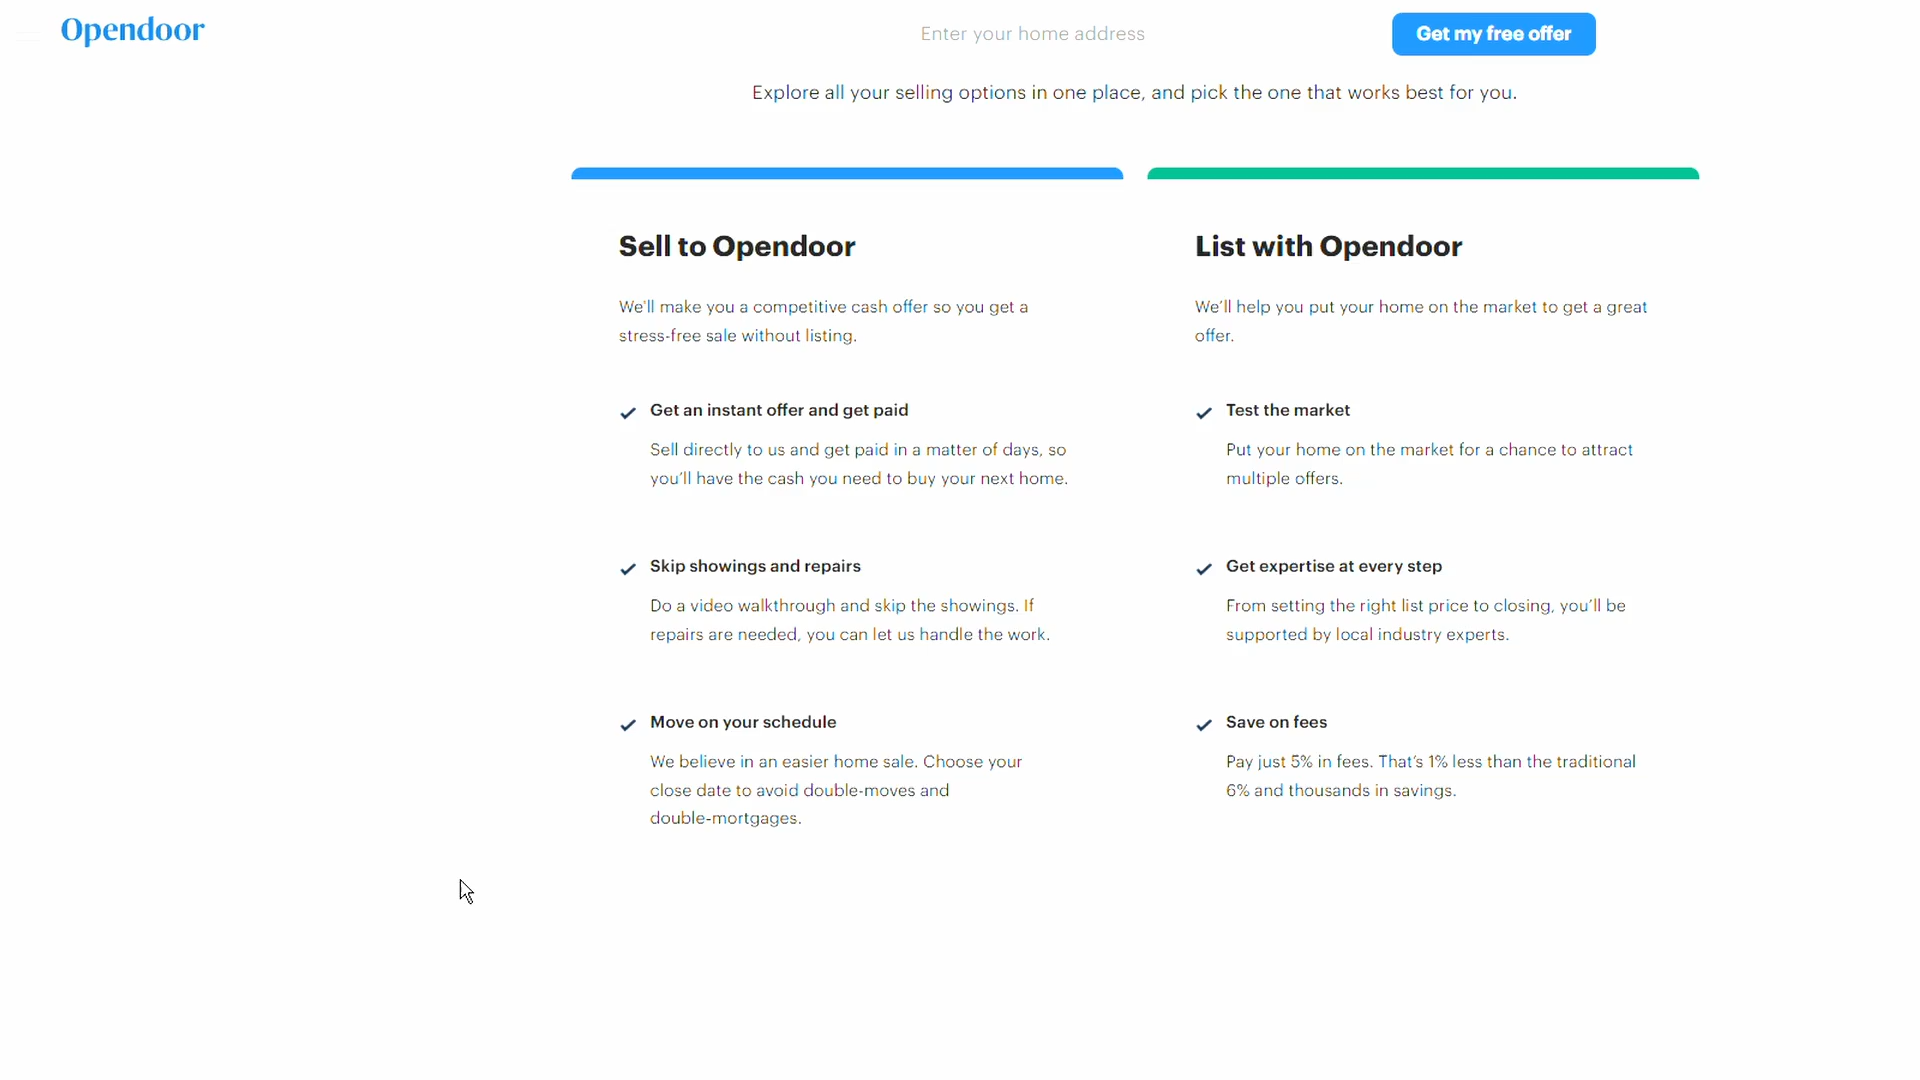 Opendoor
Enter your home address
Get my free offer
Explore all your selling options in one place, and pick the one that works best for you.
Sell to Opendoor
We'll make you a competitive cash offer so you get a
stress-free sale without listing.
Get an instant offer and get paid
Sell directly to us and get paid in a matter of days, so
you'll have the cash you need to buy your next home.
Skip showings and repairs
Do a video walkthrough and skip the showings. If
repairs are needed, you can let us handle the work.
Move on your schedule
We believe in an easier home sale. Choose your
close date to avoid double-moves and
double-mortgages.
List with Opendoor
We'll help you put your home on the market to get a great
offer.
Test the market
Put your home on the market for a chance to attract
multiple offers.
Get expertise at every step
From setting the right list price to closing, you'll be
supported by local industry experts.
Save on fees
Pay just 5% in fees. That's 1% less than the traditional
6% and thousands in savings.